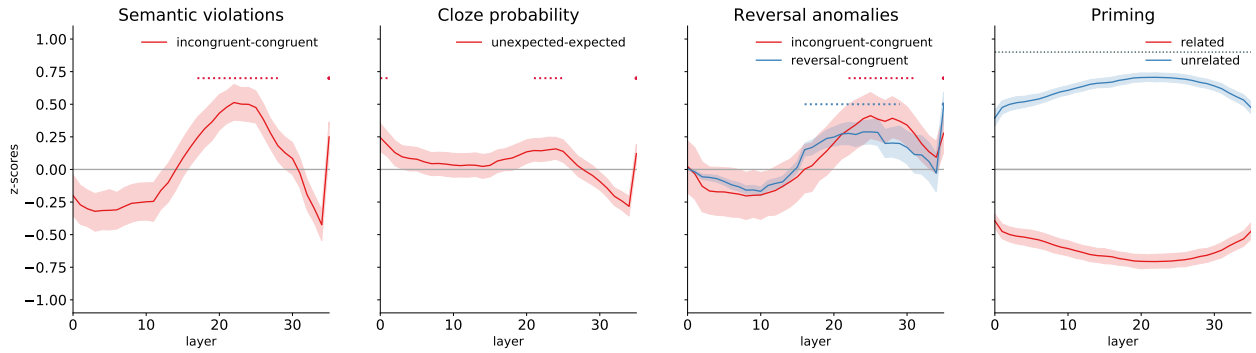 Semantic violations
Cloze probability
Reversal anomalies
Priming
incongruent-congruent
unexpected-expected
incongruent-congruent
reversal-congruent
related
unrelated
z-scores
1.00
0.75
0.50
0.25
0.00
−0.25
−0.50
−0.75
−1.00
0 10 20 30
layer
0 10 20 30
layer
0 10 20 30
layer
0 10 20 30
layer